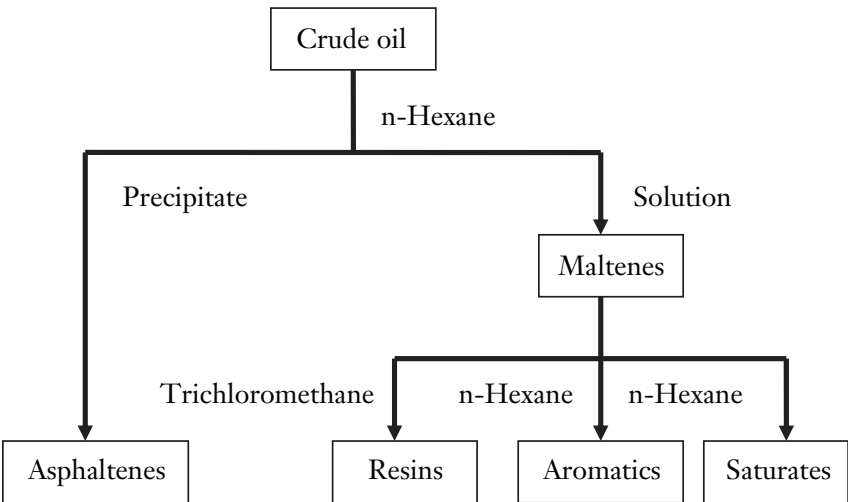 Crude oil
n-Hexane
Precipitate
Solution
Maltenes
Trichloromethane
n-Hexane
n-Hexane
Asphaltenes
Resins
Aromatics
Saturates